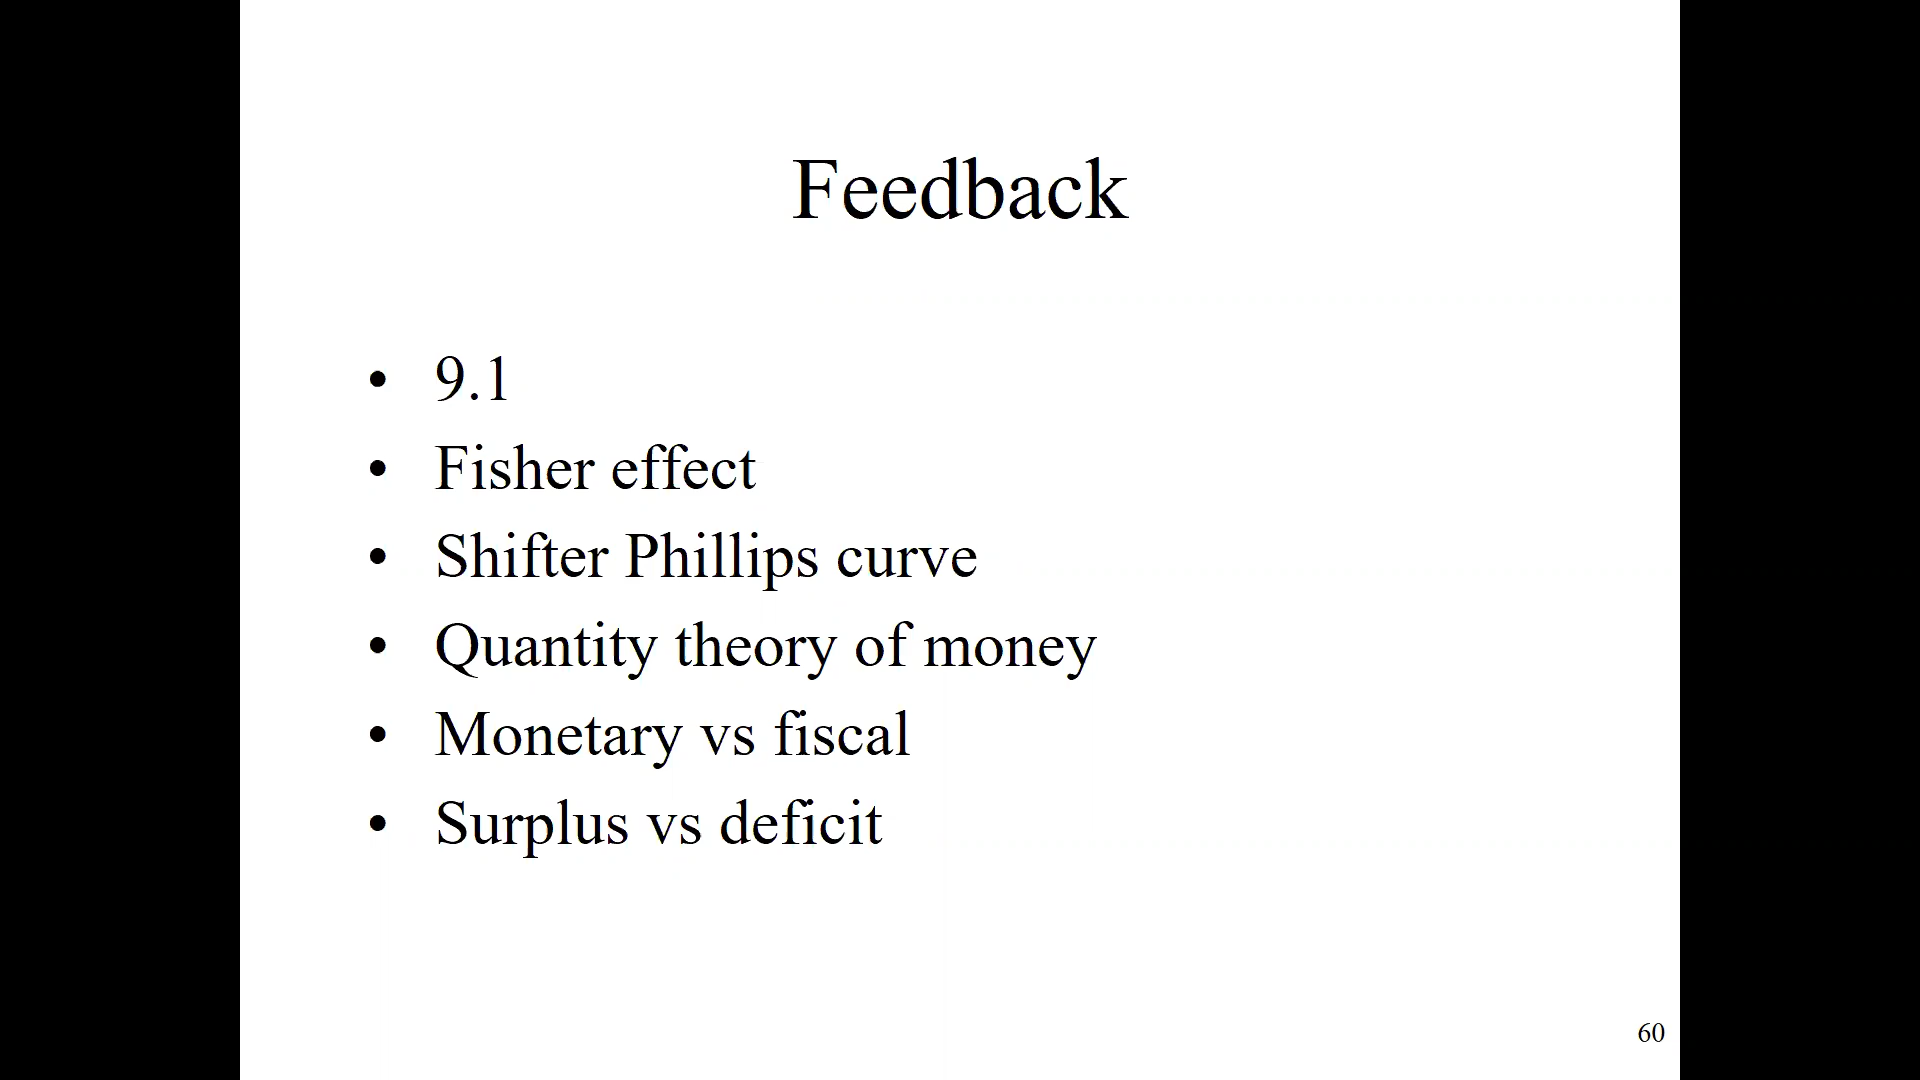 Feedback
• 9.1
• Fisher effect
• Shifter Phillips curve
• Quantity theory of money
• Monetary vs fiscal
• Surplus vs deficit
60